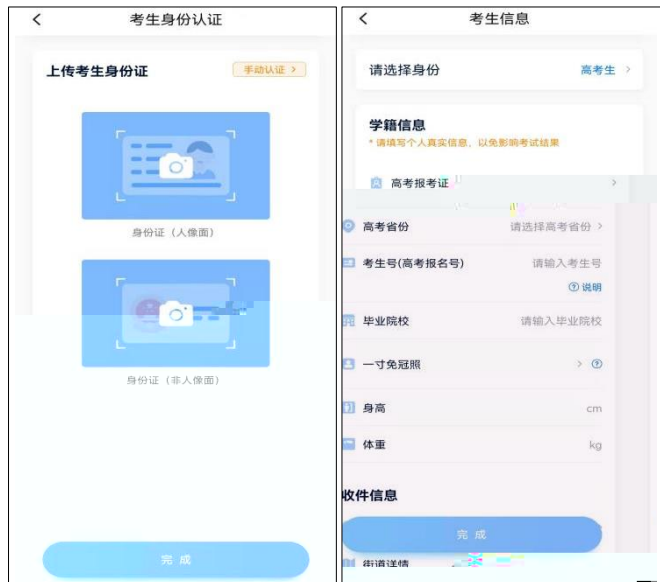 考生身份认证
上传考生身份证
手动认证 >
身份证（人像面）
身份证（非人像面）
完成
考生信息
请选择身份
高考生 >
学籍信息
* 请填写个人真实信息，以免影响考试结果
高考报考证 >
高考省份
请选择高考省份 >
考生号(高考报名号)
请输入考生号
? 说明
毕业院校
请输入毕业院校
一寸免冠照 > ?
身高
cm
体重
kg
收件信息
完成
街道详情